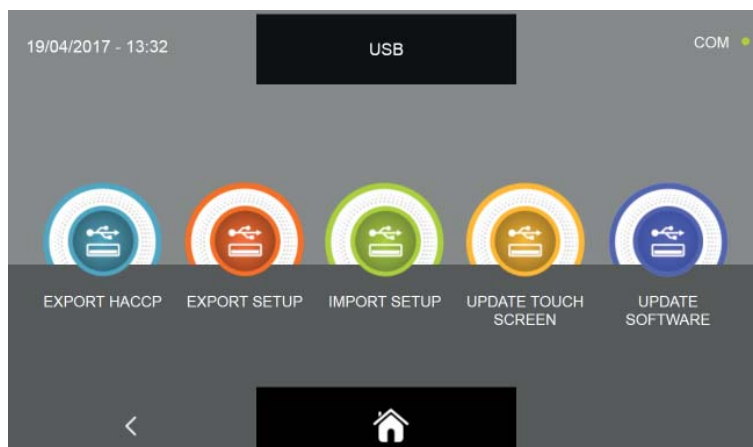 19/04/2017 - 13:32
USB
COM
EXPORT HACCP
EXPORT SETUP
IMPORT SETUP
UPDATE TOUCH
SCREEN
UPDATE
SOFTWARE